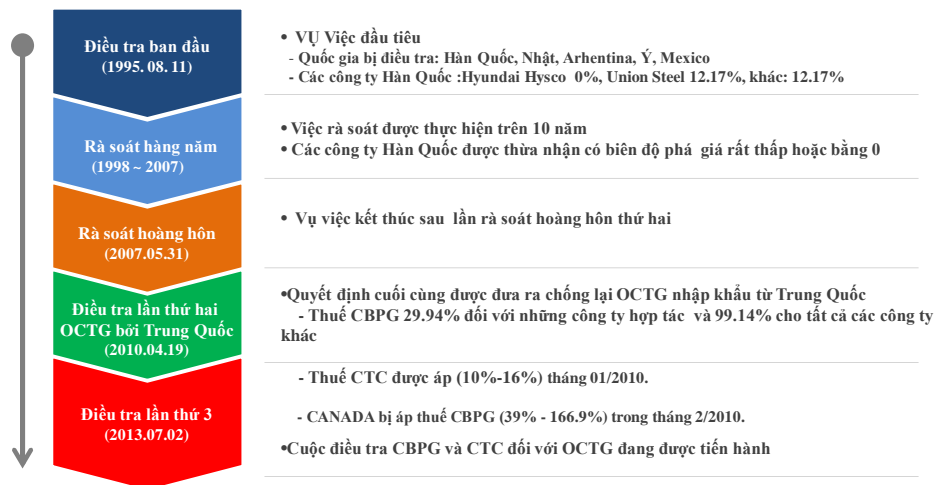 Điều tra ban đầu
(1995. 08. 11)
• VỤ Việc đầu tiêu
- Quốc gia bị điều tra: Hàn Quốc, Nhật, Arhentina, Ý, Mexico
- Các công ty Hàn Quốc :Hyundai Hysco 0%, Union Steel 12.17%, khác: 12.17%
Rà soát hàng năm
(1998 ~ 2007)
• Việc rà soát được thực hiện trên 10 năm
• Các công ty Hàn Quốc được thừa nhận có biên độ phá giá rất thấp hoặc bằng 0
Rà soát hoàng hôn
(2007.05.31)
• Vụ việc kết thúc sau lần rà soát hoàng hôn thứ hai
Điều tra lần thứ hai
OCTG bởi Trung Quốc
(2010.04.19)
•Quyết định cuối cùng được đưa ra chống lại OCTG nhập khẩu từ Trung Quốc
- Thuế CBPG 29.94% đối với những công ty hợp tác và 99.14% cho tất cả các công ty
khác
Điều tra lần thứ 3
(2013.07.02)
- Thuế CTC được áp (10%-16%) tháng 01/2010.
- CANADA bị áp thuế CBPG (39% - 166.9%) trong tháng 2/2010.
•Cuộc điều tra CBPG và CTC đối với OCTG đang được tiến hành